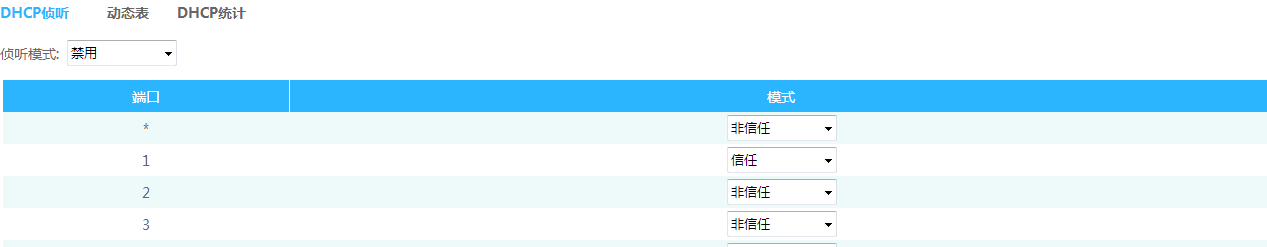 DHCP侦听 动态表 DHCP统计
侦听模式: 禁用
端口 模式
* 非信任
1 信任
2 非信任
3 非信任